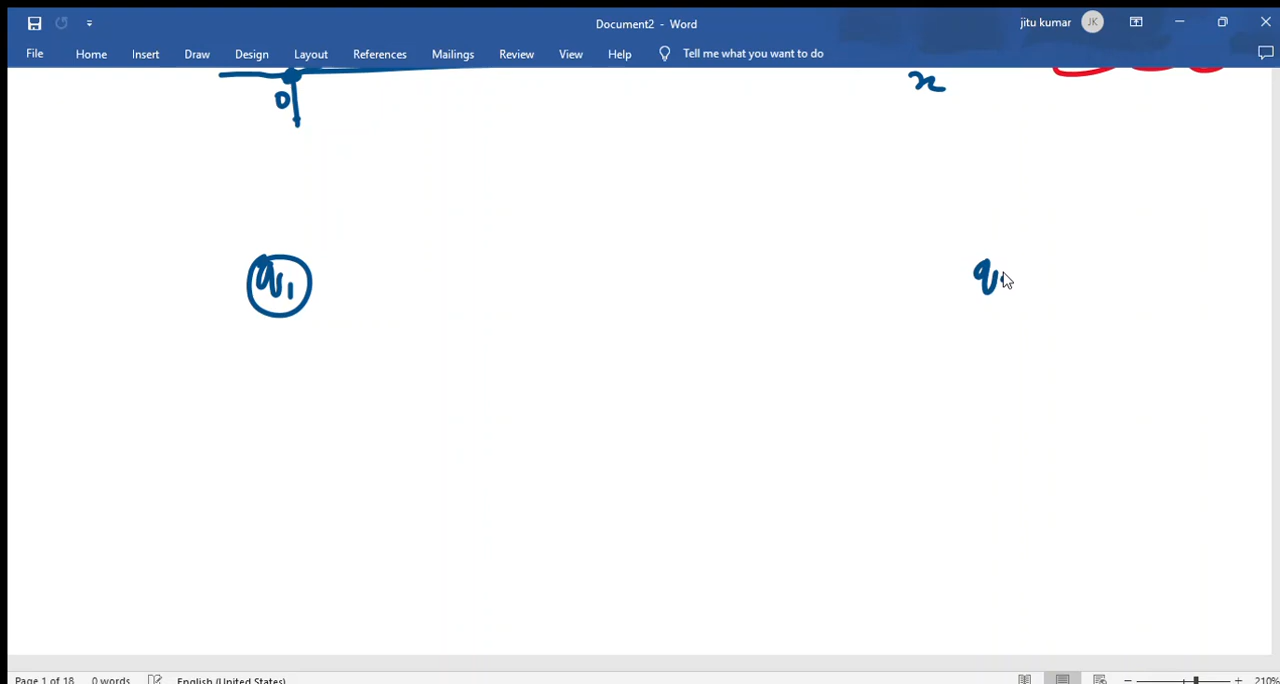 Document2 - Word
jitu kumar JK
File Home Insert Draw Design Layout References Mailings Review View Help Tell me what you want to do
0
x
q1
q
Page 1 of 18 0 words English (United States) 210%